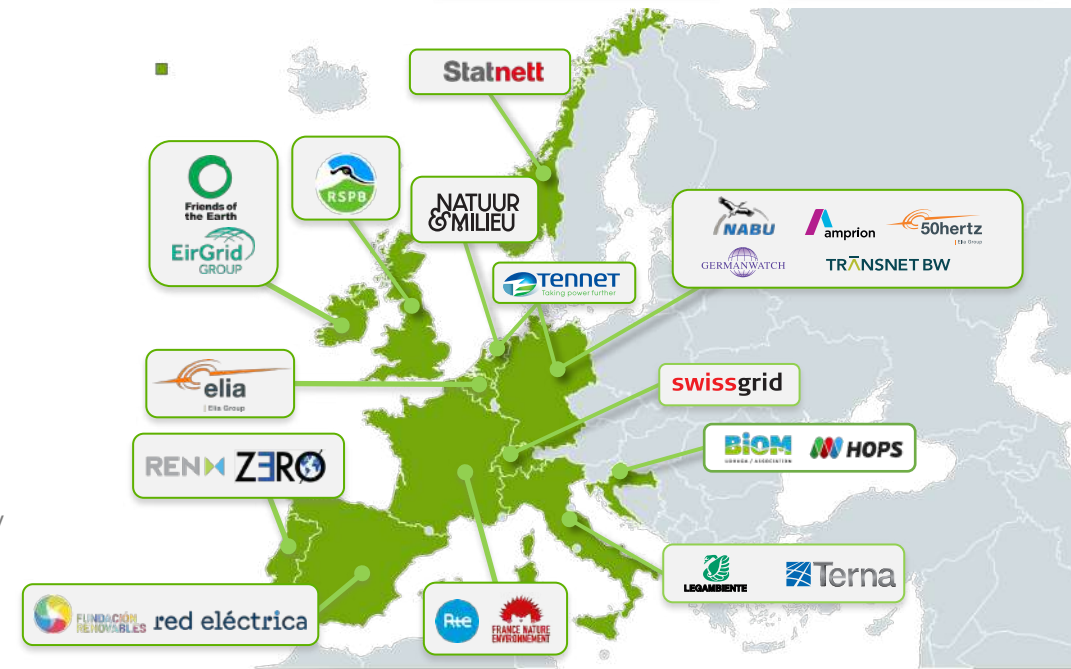 Statnett
Friends of
the Earth
EirGrid
GROUP
RSPB
NATUUR
&MILIEU
NABU
amprion
50hertz
| Elia Group
GERMANWATCH
TRANSNET BW
TENNET
Taking power further
elia
| Elia Group
swissgrid
BIOM
UDRUGA / ASSOCIATION
HOPS
REN
ZERO
LEGAMBIENTE
Terna
FUNDACIÓN
RENOVABLES
red eléctrica
Rte
FRANCE NATURE
ENVIRONNEMENT